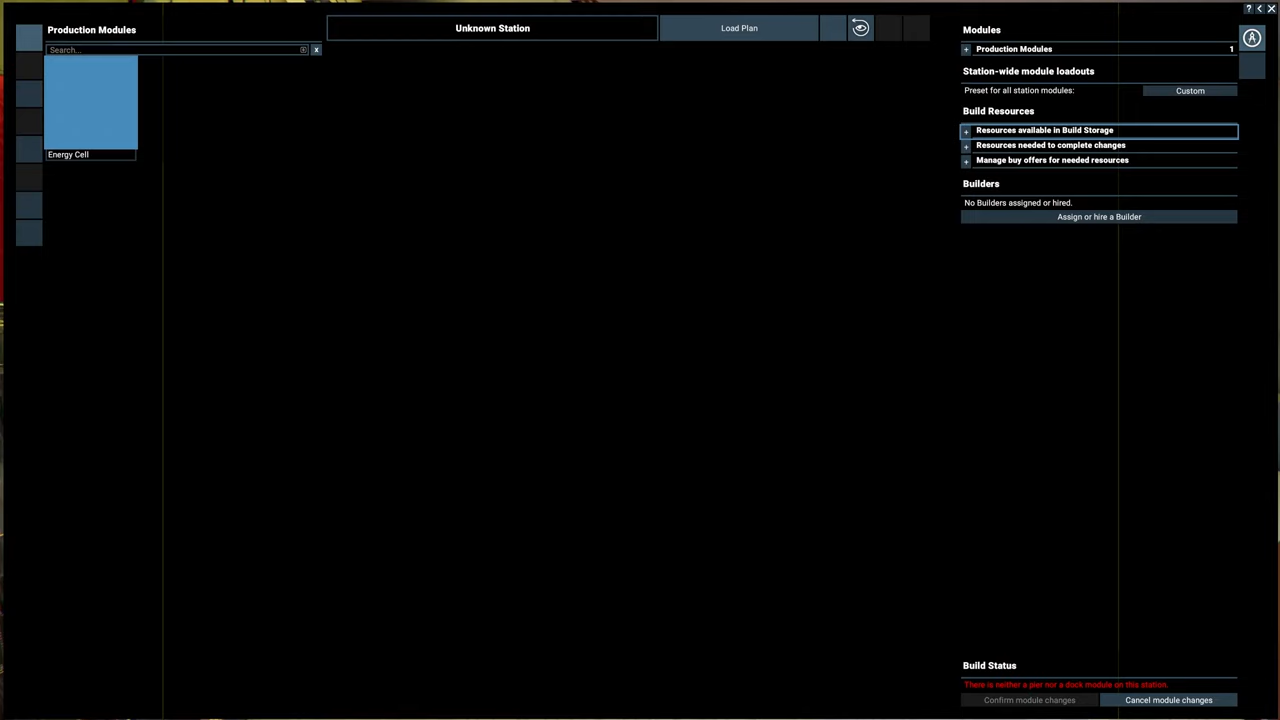 ? < X
Production Modules
Search...
x
Energy Cell
Unknown Station
Load Plan
Modules
+ Production Modules 1
Station-wide module loadouts
Preset for all station modules: Custom
Build Resources
+ Resources available in Build Storage
+ Resources needed to complete changes
+ Manage buy offers for needed resources
Builders
No Builders assigned or hired.
Assign or hire a Builder
Build Status
There is neither a pier nor a dock module on this station.
Confirm module changes
Cancel module changes